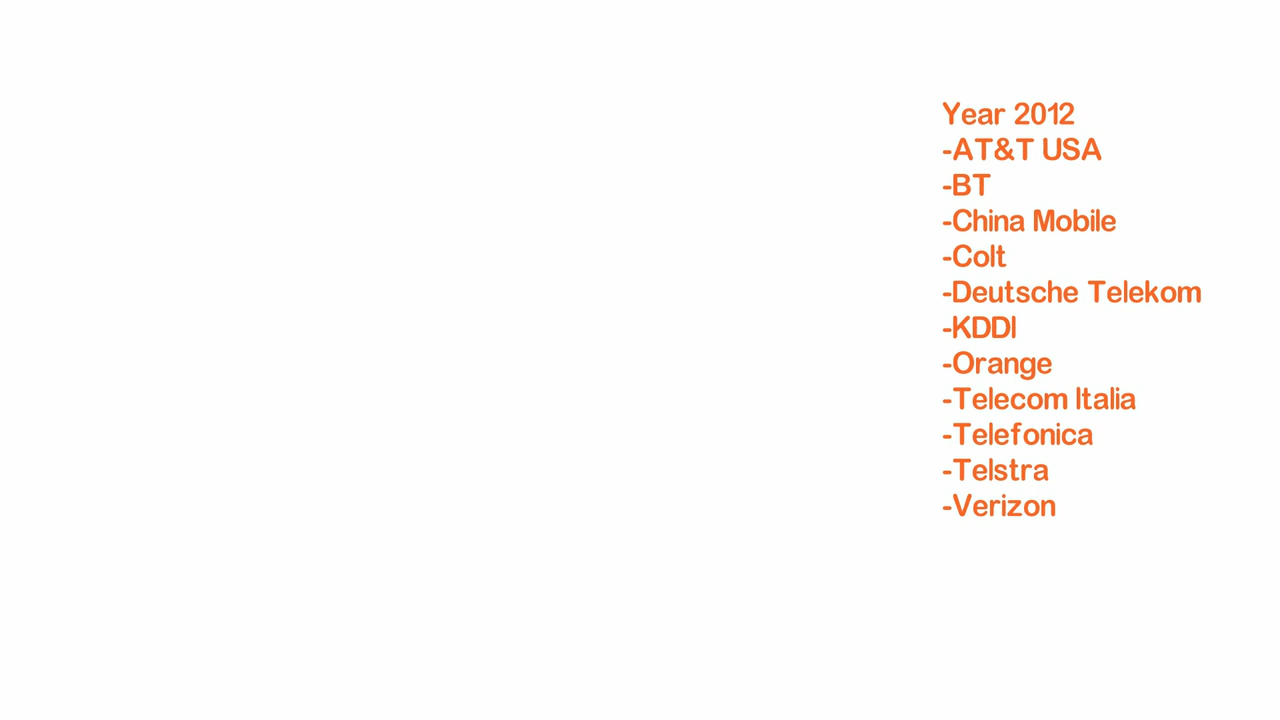 Year 2012
-AT&T USA
-BT
-China Mobile
-Colt
-Deutsche Telekom
-KDDI
-Orange
-Telecom Italia
-Telefonica
-Telstra
-Verizon